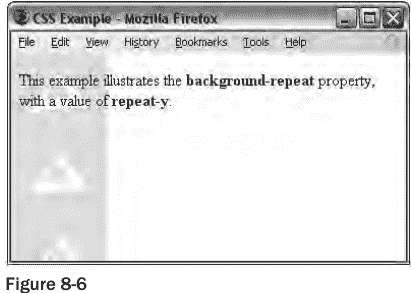 CSS Example - Mozilla Firefox
File Edit View History Bookmarks Tools Help
This example illustrates the background-repeat property,
with a value of repeat-y.
Figure 8-6